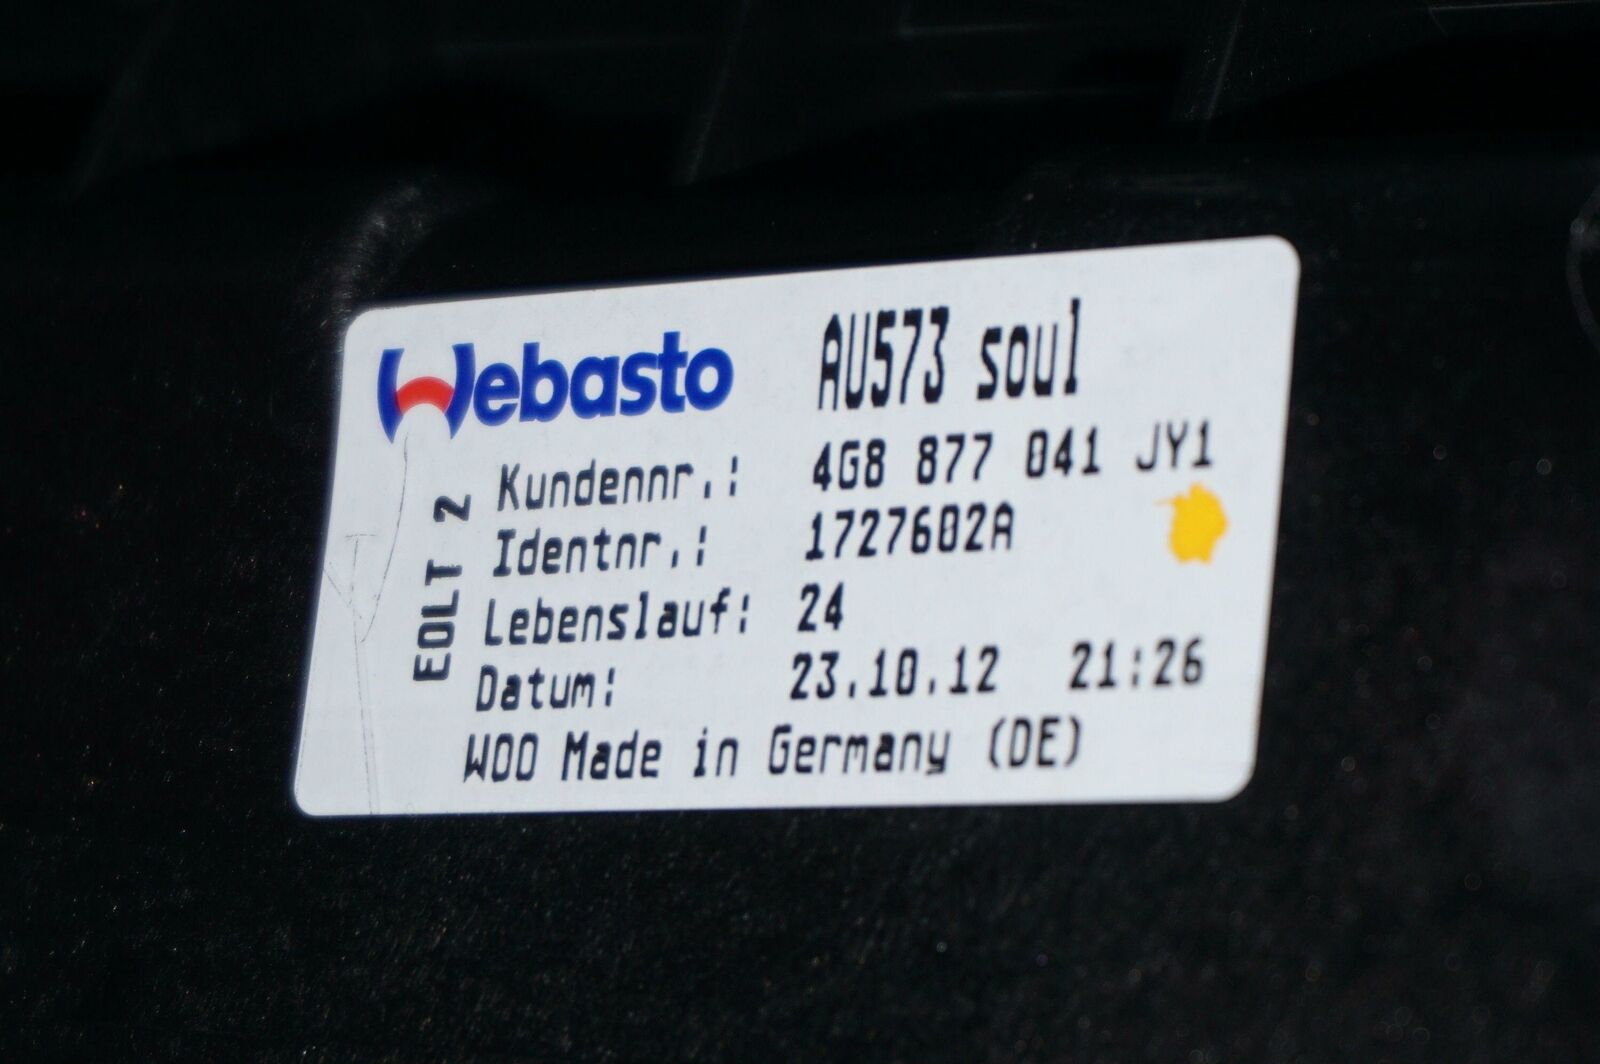 Webasto AU573 soul
Kundennr.: 4G8 877 041 JY1
Identnr.: 1727602A
Lebenslauf: 24
Datum: 23.10.12 21:26
WOO Made in Germany (DE)
EOLT 2